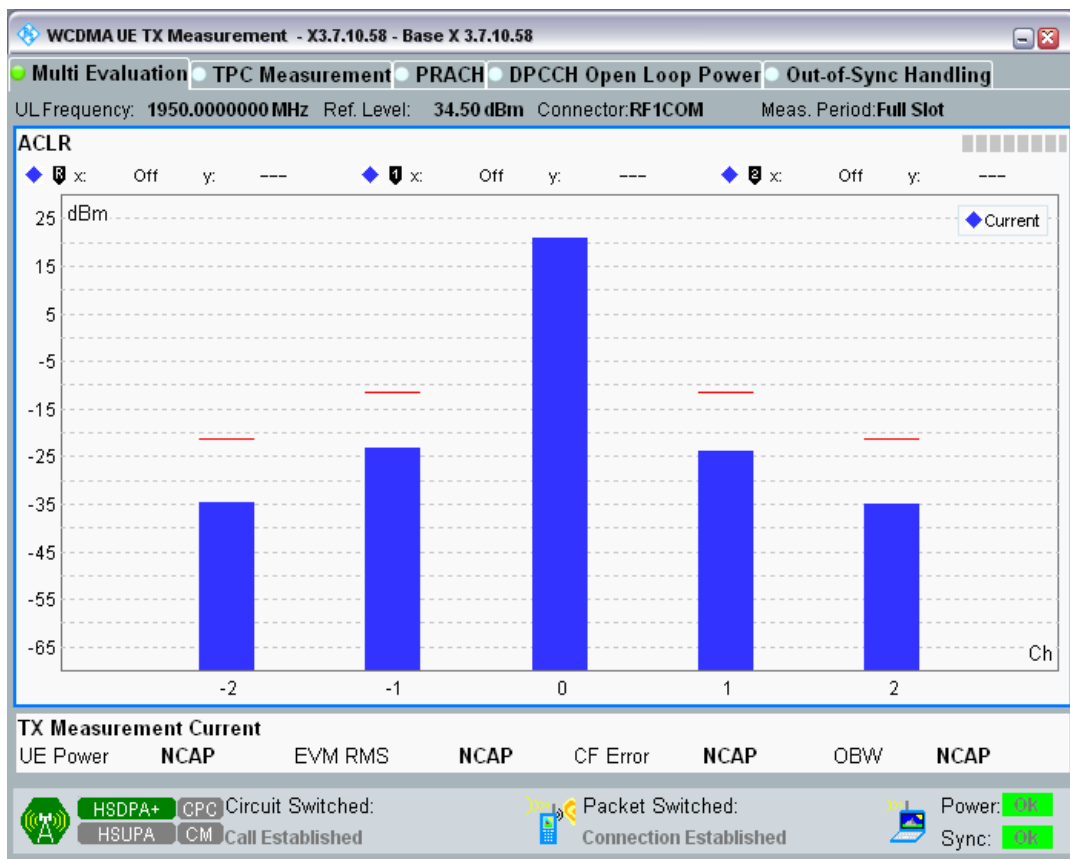 WCDMA UE TX Measurement - X3.7.10.58 - Base X 3.7.10.58
Multi Evaluation TPC Measurement PRACH DPCCH Open Loop Power Out-of-Sync Handling
UL Frequency: 1950.0000000 MHz Ref. Level: 34.50 dBm Connector:RF1COM Meas. Period:Full Slot
ACLR
R x: Off y: --- 1 x: Off y: --- 2 x: Off y: ---
dBm
Current
25
15
5
-5
-15
-25
-35
-45
-55
-65
Ch
-2 -1 0 1 2
TX Measurement Current
UE Power NCAP EVM RMS NCAP CF Error NCAP OBW NCAP
HSDPA+ CPC Circuit Switched: Packet Switched: Power: OK
HSUPA CM Call Established Connection Established Sync: OK